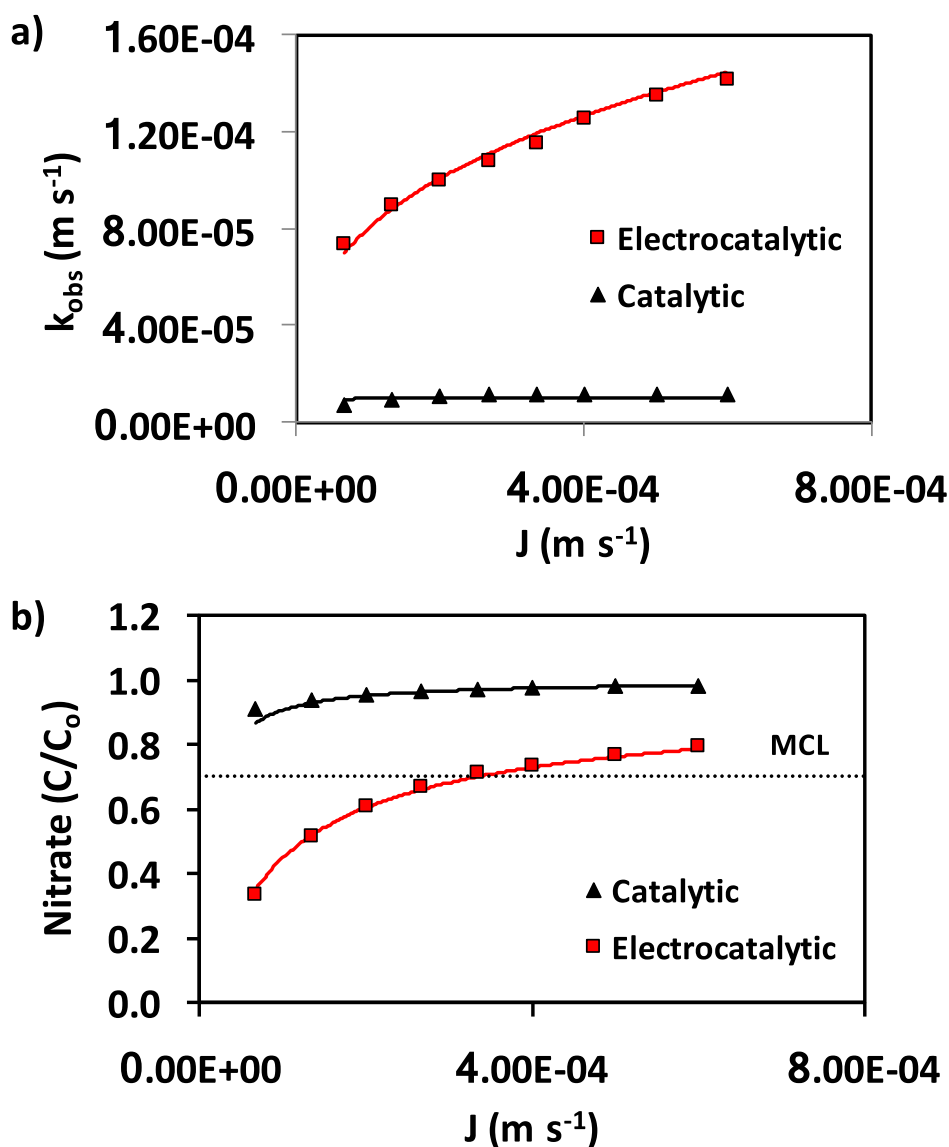 a)
1.60E-04
1.20E-04
8.00E-05
4.00E-05
0.00E+00
k_obs (m s⁻¹)
Electrocatalytic
Catalytic
0.00E+00 4.00E-04 8.00E-04
J (m s⁻¹)
b)
1.2
1.0
0.8
0.6
0.4
0.2
0.0
Nitrate (C/C₀)
MCL
Catalytic
Electrocatalytic
0.00E+00 4.00E-04 8.00E-04
J (m s⁻¹)